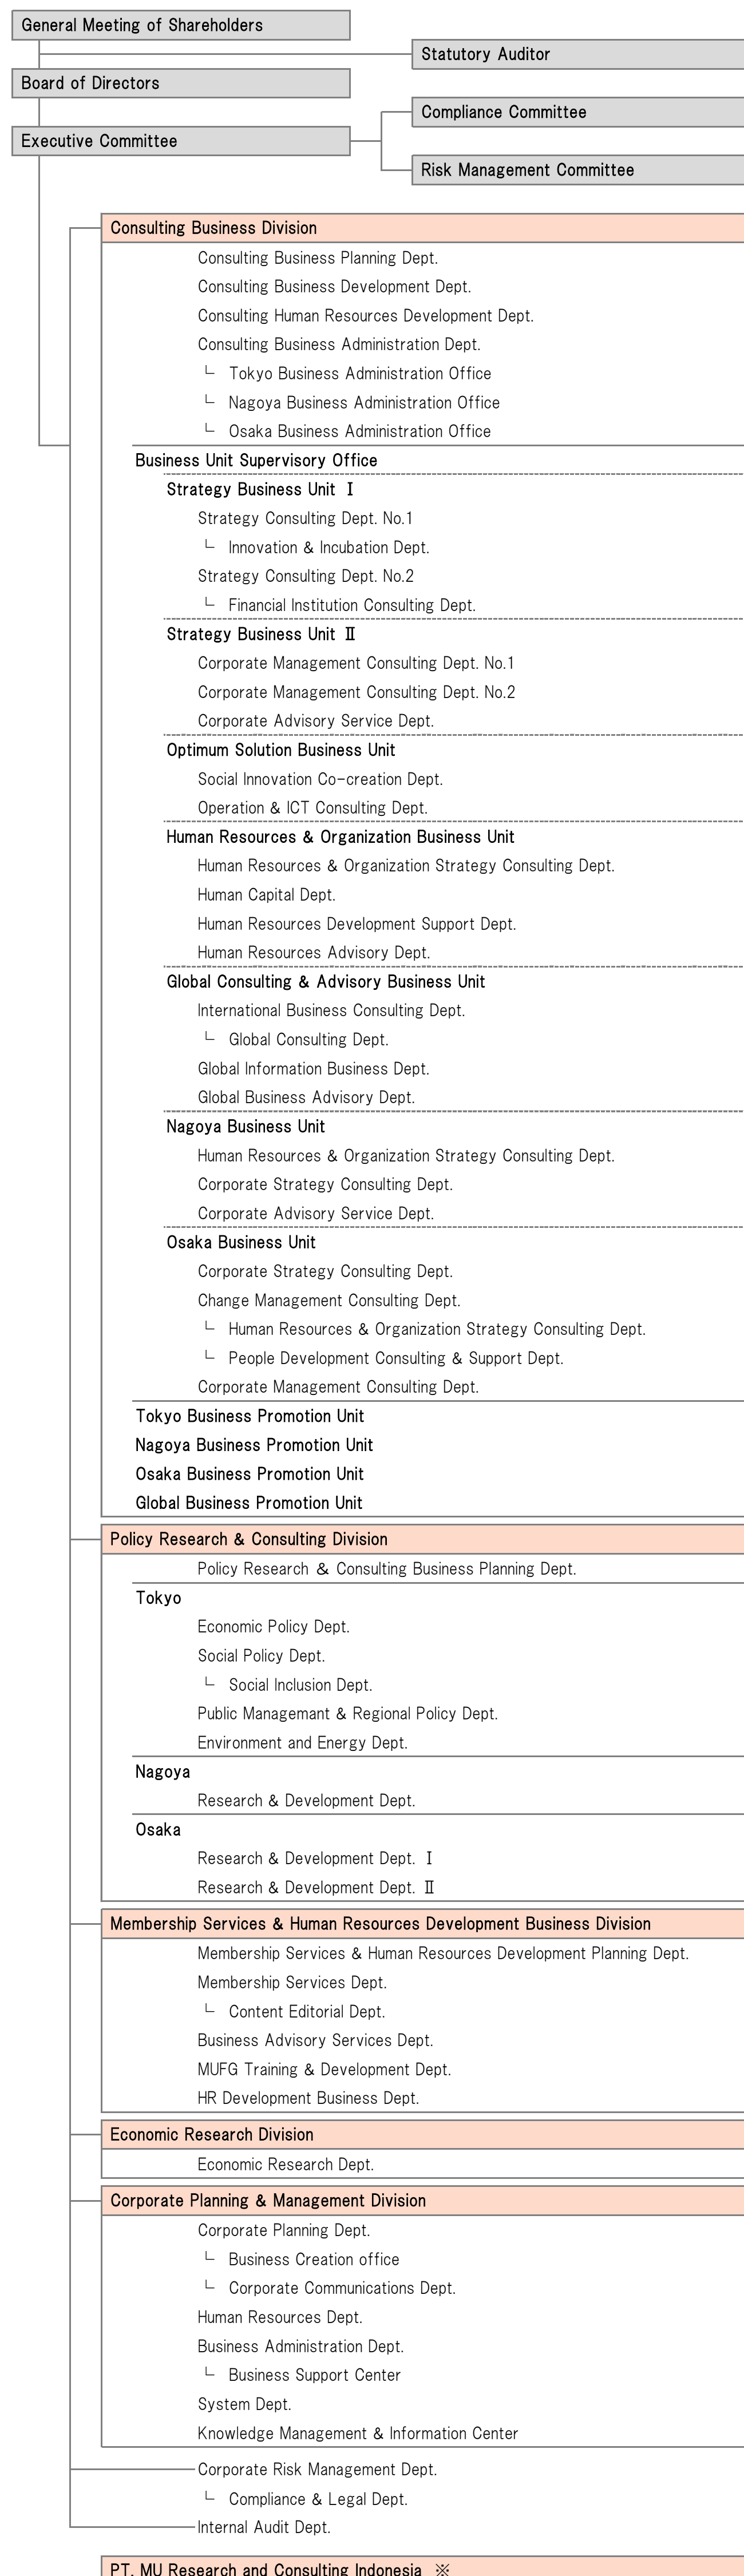 General Meeting of Shareholders
Statutory Auditor
Board of Directors
Compliance Committee
Executive Committee
Risk Management Committee
Consulting Business Division
Consulting Business Planning Dept.
Consulting Business Development Dept.
Consulting Human Resources Development Dept.
Consulting Business Administration Dept.
└ Tokyo Business Administration Office
└ Nagoya Business Administration Office
└ Osaka Business Administration Office
Business Unit Supervisory Office
Strategy Business Unit Ⅰ
Strategy Consulting Dept. No.1
└ Innovation & Incubation Dept.
Strategy Consulting Dept. No.2
└ Financial Institution Consulting Dept.
Strategy Business Unit Ⅱ
Corporate Management Consulting Dept. No.1
Corporate Management Consulting Dept. No.2
Corporate Advisory Service Dept.
Optimum Solution Business Unit
Social Innovation Co-creation Dept.
Operation & ICT Consulting Dept.
Human Resources & Organization Business Unit
Human Resources & Organization Strategy Consulting Dept.
Human Capital Dept.
Human Resources Development Support Dept.
Human Resources Advisory Dept.
Global Consulting & Advisory Business Unit
International Business Consulting Dept.
└ Global Consulting Dept.
Global Information Business Dept.
Global Business Advisory Dept.
Nagoya Business Unit
Human Resources & Organization Strategy Consulting Dept.
Corporate Strategy Consulting Dept.
Corporate Advisory Service Dept.
Osaka Business Unit
Corporate Strategy Consulting Dept.
Change Management Consulting Dept.
└ Human Resources & Organization Strategy Consulting Dept.
└ People Development Consulting & Support Dept.
Corporate Management Consulting Dept.
Tokyo Business Promotion Unit
Nagoya Business Promotion Unit
Osaka Business Promotion Unit
Global Business Promotion Unit
Policy Research & Consulting Division
Policy Research ＆ Consulting Business Planning Dept.
Tokyo
Economic Policy Dept.
Social Policy Dept.
└ Social Inclusion Dept.
Public Managemant & Regional Policy Dept.
Environment and Energy Dept.
Nagoya
Research & Development Dept.
Osaka
Research & Development Dept. Ⅰ
Research & Development Dept. Ⅱ
Membership Services & Human Resources Development Business Division
Membership Services & Human Resources Development Planning Dept.
Membership Services Dept.
└ Content Editorial Dept.
Business Advisory Services Dept.
MUFG Training & Development Dept.
HR Development Business Dept.
Economic Research Division
Economic Research Dept.
Corporate Planning & Management Division
Corporate Planning Dept.
└ Business Creation office
└ Corporate Communications Dept.
Human Resources Dept.
Business Administration Dept.
└ Business Support Center
System Dept.
Knowledge Management & Information Center
Corporate Risk Management Dept.
└ Compliance & Legal Dept.
Internal Audit Dept.
PT. MU Research and Consulting Indonesia ※